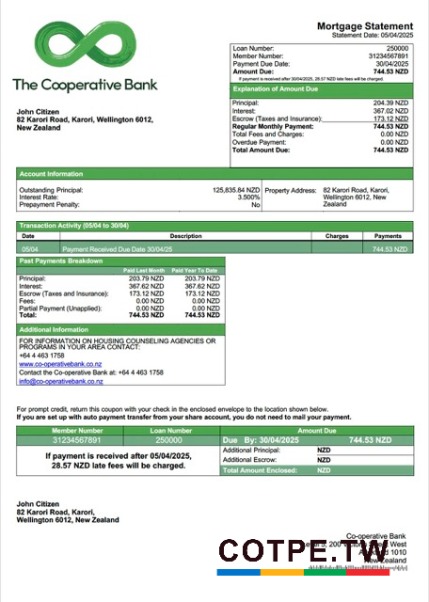 Mortgage Statement
Statement Date: 05/04/2025
The Cooperative Bank
Loan Number: 250000
Member Number: 31234567891
Payment Due Date: 30/04/2025
Amount Due: 744.53 NZD
If payment is received after 30/04/2025, 28.57 NZD late fees will be charged.
John Citizen
82 Karori Road, Karori, Wellington 6012,
New Zealand
Explanation of Amount Due
Principal: 204.39 NZD
Interest: 367.02 NZD
Escrow (Taxes and Insurance): 173.12 NZD
Regular Monthly Payment: 744.53 NZD
Total Fees and Charges: 0.00 NZD
Overdue Payment: 0.00 NZD
Total Amount Due: 744.53 NZD
Account Information
Outstanding Principal: 125,835.84 NZD
Interest Rate: 3.500%
Prepayment Penalty: No
Property Address: 82 Karori Road, Karori,
Wellington 6012, New
Zealand
Transaction Activity (05/04 to 30/04)
Date Description Charges Payments
05/04 Payment Received Due Date 30/04/25 744.53 NZD
Past Payments Breakdown
Paid Last Month Paid Year To Date
Principal: 203.79 NZD 203.79 NZD
Interest: 367.62 NZD 367.62 NZD
Escrow (Taxes and Insurance): 173.12 NZD 173.12 NZD
Fees: 0.00 NZD 0.00 NZD
Partial Payment (Unapplied): 0.00 NZD 0.00 NZD
Total: 744.53 NZD 744.53 NZD
Additional Information
FOR INFORMATION ON HOUSING COUNSELING AGENCIES OR
PROGRAMS IN YOUR AREA CONTACT:
+64 4 463 1758
www.co-operativebank.co.nz
Contact the Co-operative Bank at: +64 4 463 1758
info@co-operativebank.co.nz
For prompt credit, return this coupon with your check in the enclosed envelope to the location shown below.
If you are set up with auto payment transfer from your share account, you do not need to mail your payment.
Member Number Loan Number Amount Due
31234567891 250000 Due By: 30/04/2025 744.53 NZD
If payment is received after 05/04/2025,
28.57 NZD late fees will be charged.
Additional Principal: NZD
Additional Escrow: NZD
Total Amount Enclosed: NZD
John Citizen
82 Karori Road, Karori,
Wellington 6012, New Zealand
Co-operative Bank
West
1010
COTPE.TW